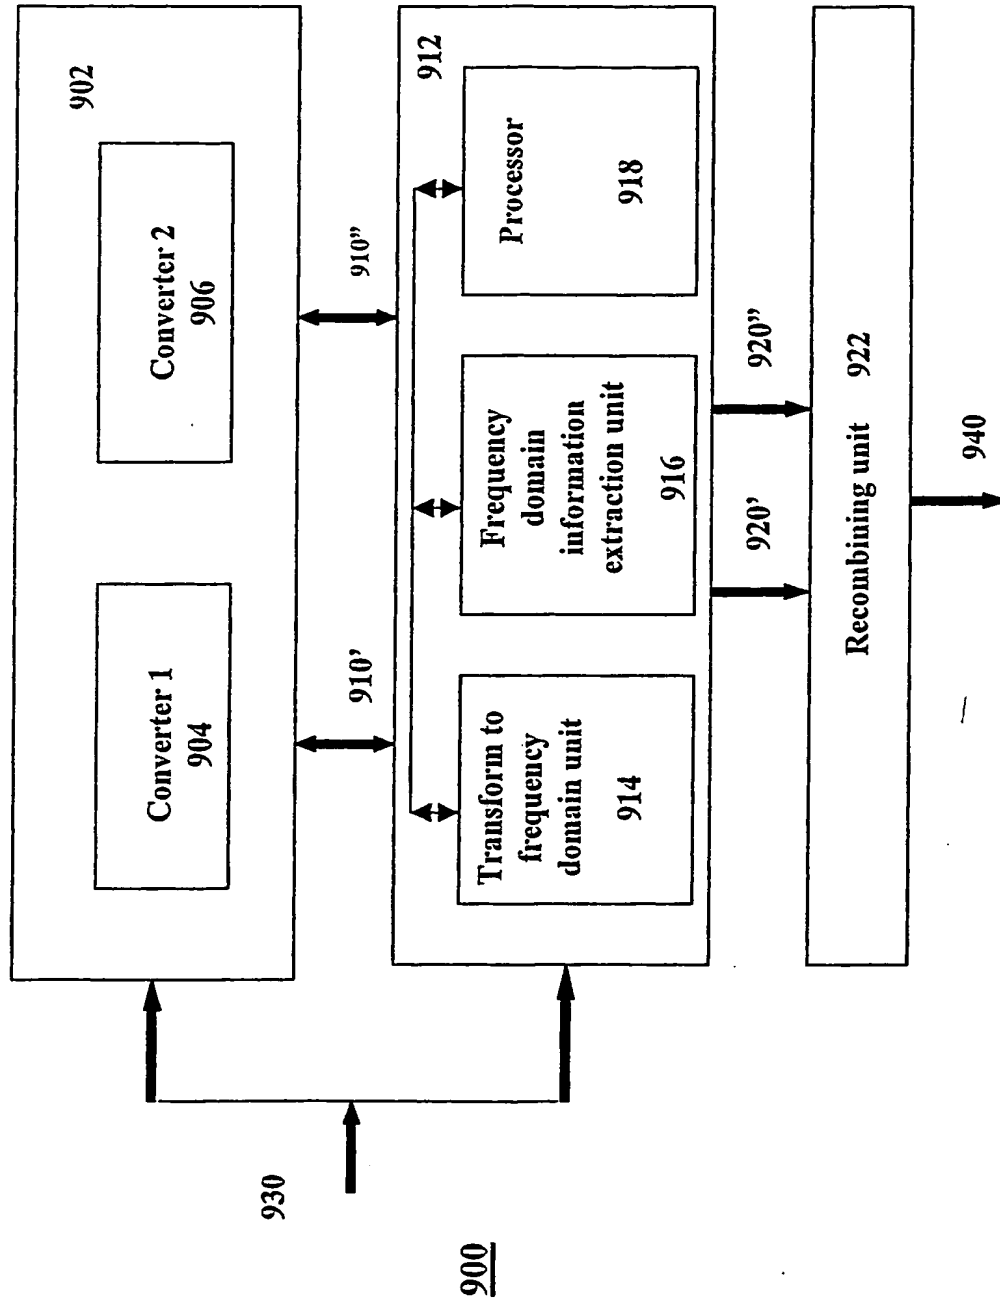 900
930
902
Converter 1
904
Converter 2
906
910’
910”
912
Transform to
frequency
domain unit
914
Frequency
domain
information
extraction unit
916
Processor
918
920’
920”
Recombining unit
922
940